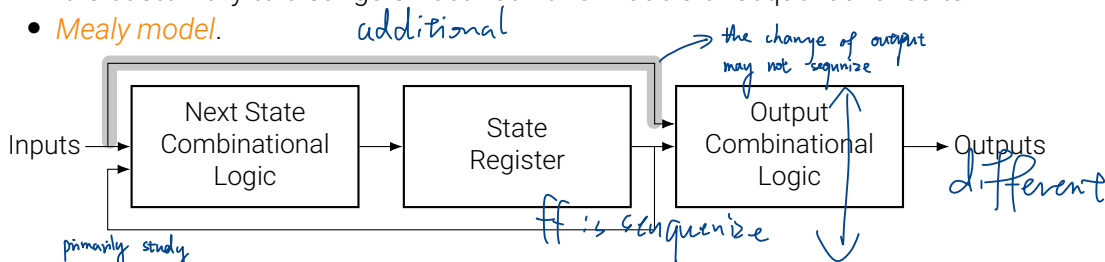 • Mealy model.
additional
the change of output
may not sequnize
Inputs
Next State
Combinational
Logic
State
Register
Output
Combinational
Logic
Outputs
different
ff is senquenize
primarily study